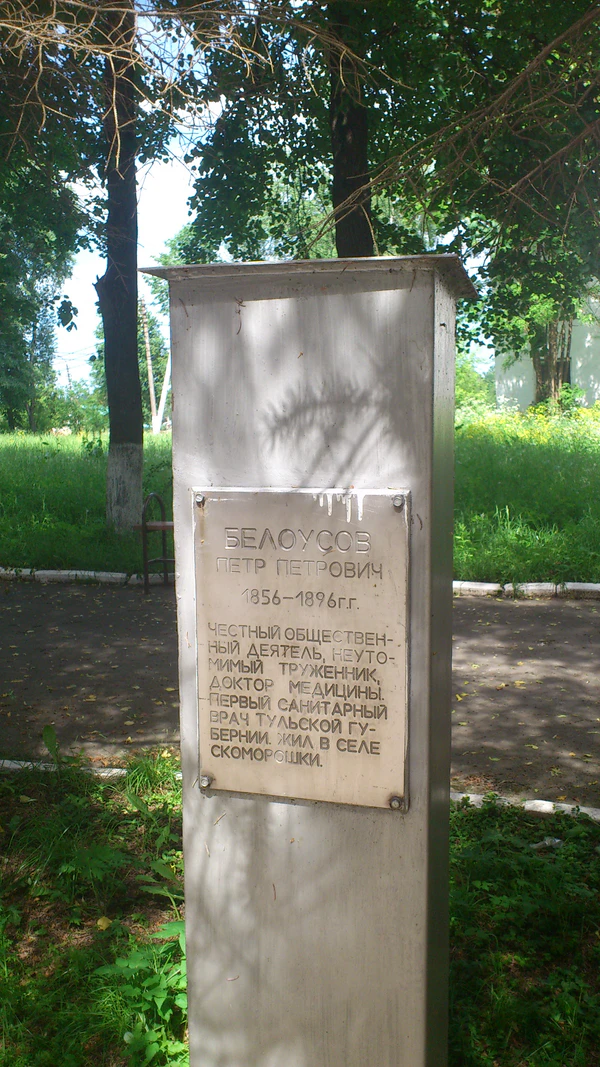 БЕЛОУСОВ
ПЕТР ПЕТРОВИЧ
1856–1896г.г.
ЧЕСТНЫЙ ОБЩЕСТВЕН-
НЫЙ ДЕЯТЕЛЬ, НЕУТО-
МИМЫЙ ТРУЖЕННИК,
ДОКТОР МЕДИЦИНЫ.
ПЕРВЫЙ САНИТАРНЫЙ
ВРАЧ ТУЛЬСКОЙ ГУ-
БЕРНИИ. ЖИЛ В СЕЛЕ
СКОМОРОШКИ.